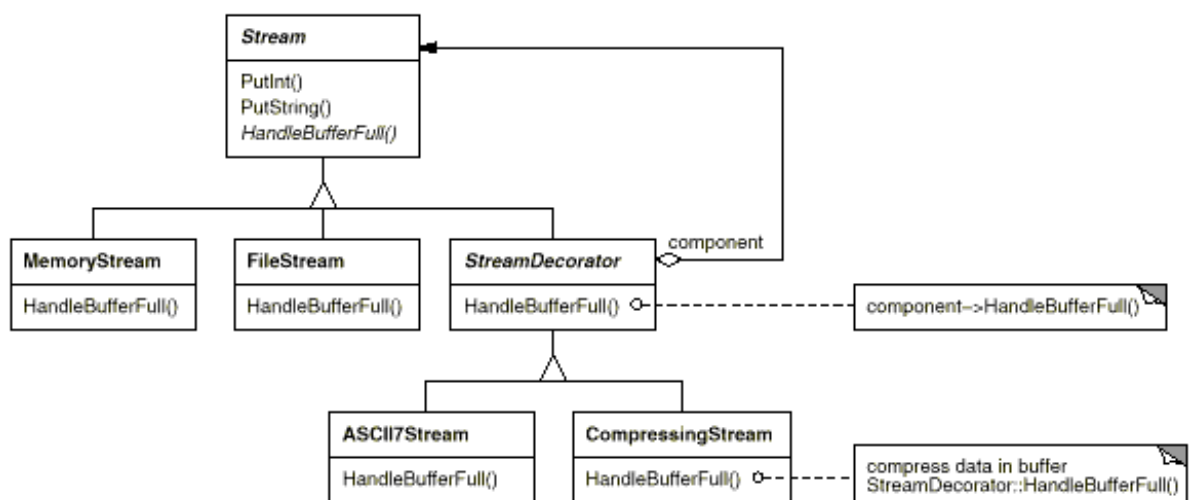 Stream
PutInt()
PutString()
HandleBufferFull()
component
MemoryStream
FileStream
StreamDecorator
HandleBufferFull()
HandleBufferFull()
HandleBufferFull()
component–>HandleBufferFull()
ASCII7Stream
CompressingStream
HandleBufferFull()
HandleBufferFull()
compress data in buffer
StreamDecorator::HandleBufferFull()